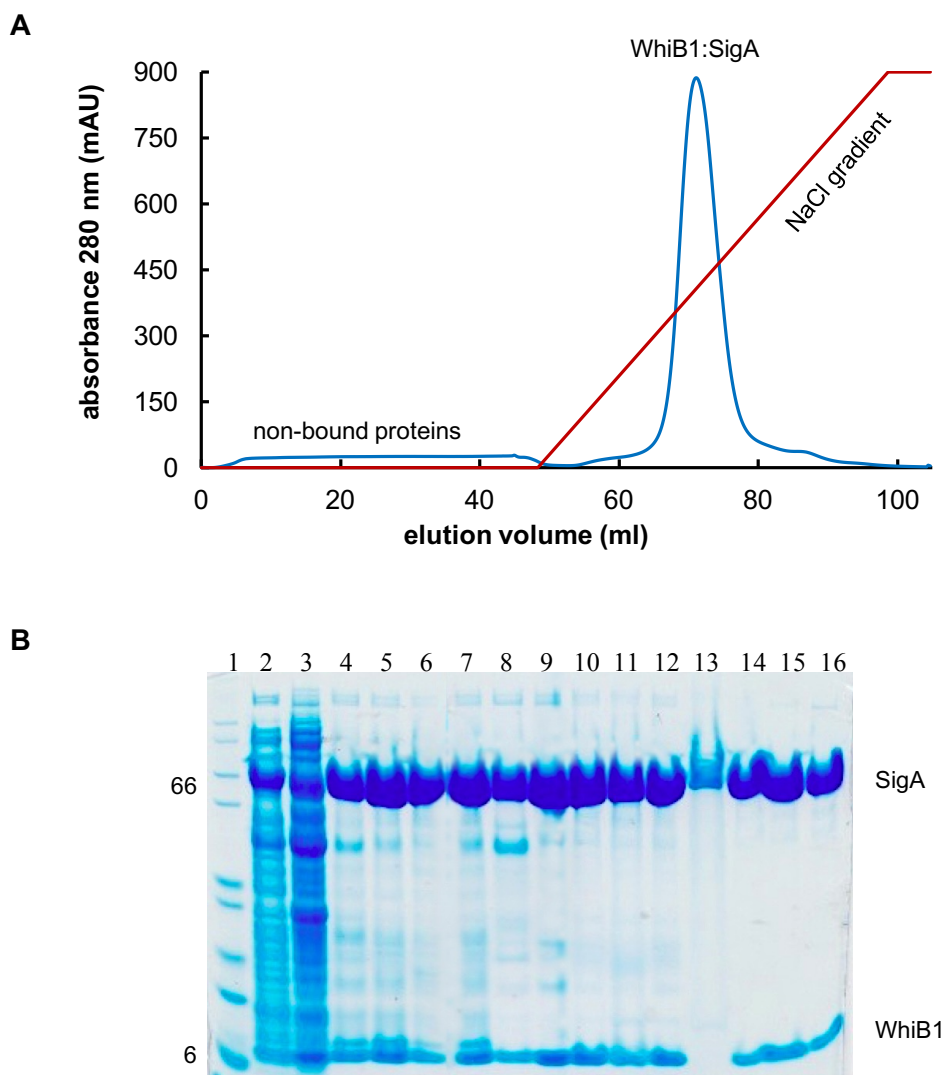 A
WhiB1:SigA
900
750
600
450
300
150
0
absorbance 280 nm (mAU)
NaCl gradient
non-bound proteins
0 20 40 60 80 100
elution volume (ml)
B
1 2 3 4 5 6 7 8 9 10 11 12 13 14 15 16
66 SigA
6 WhiB1